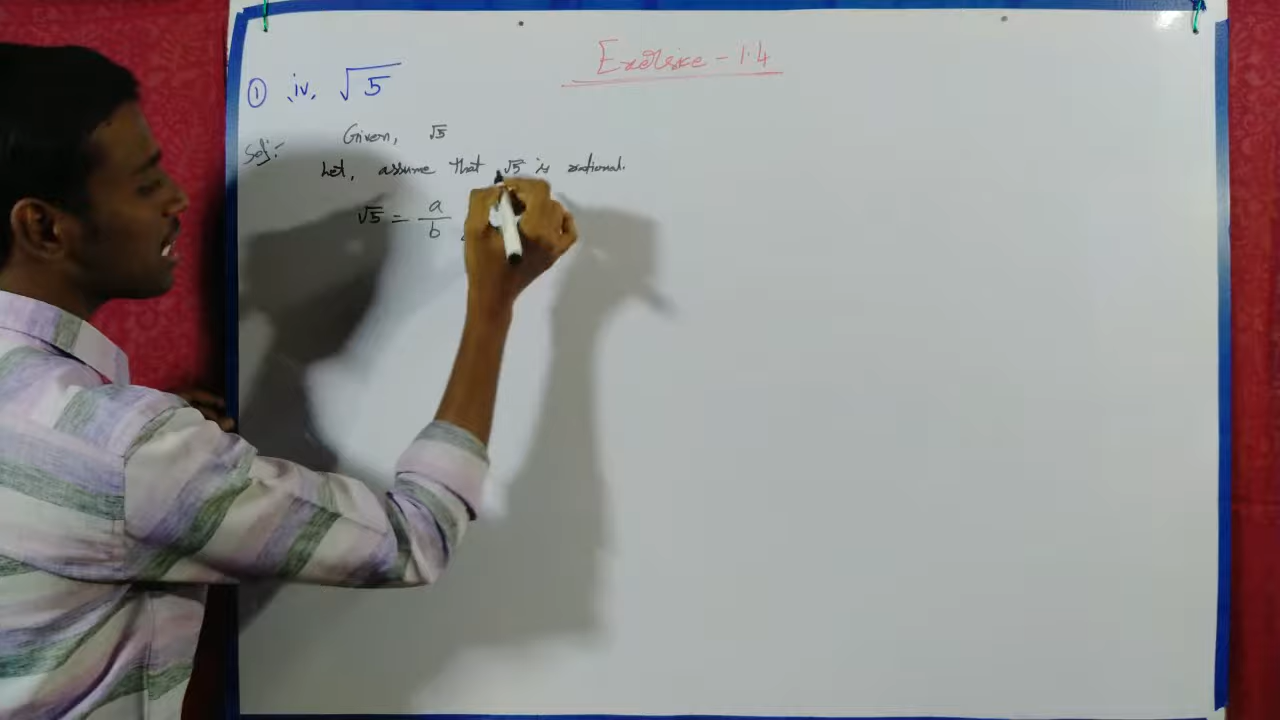 Exercise - 1.4
① iv, √5
Sol:- Given, √5
Let, assume that √5 is rational.
√5 = a/b